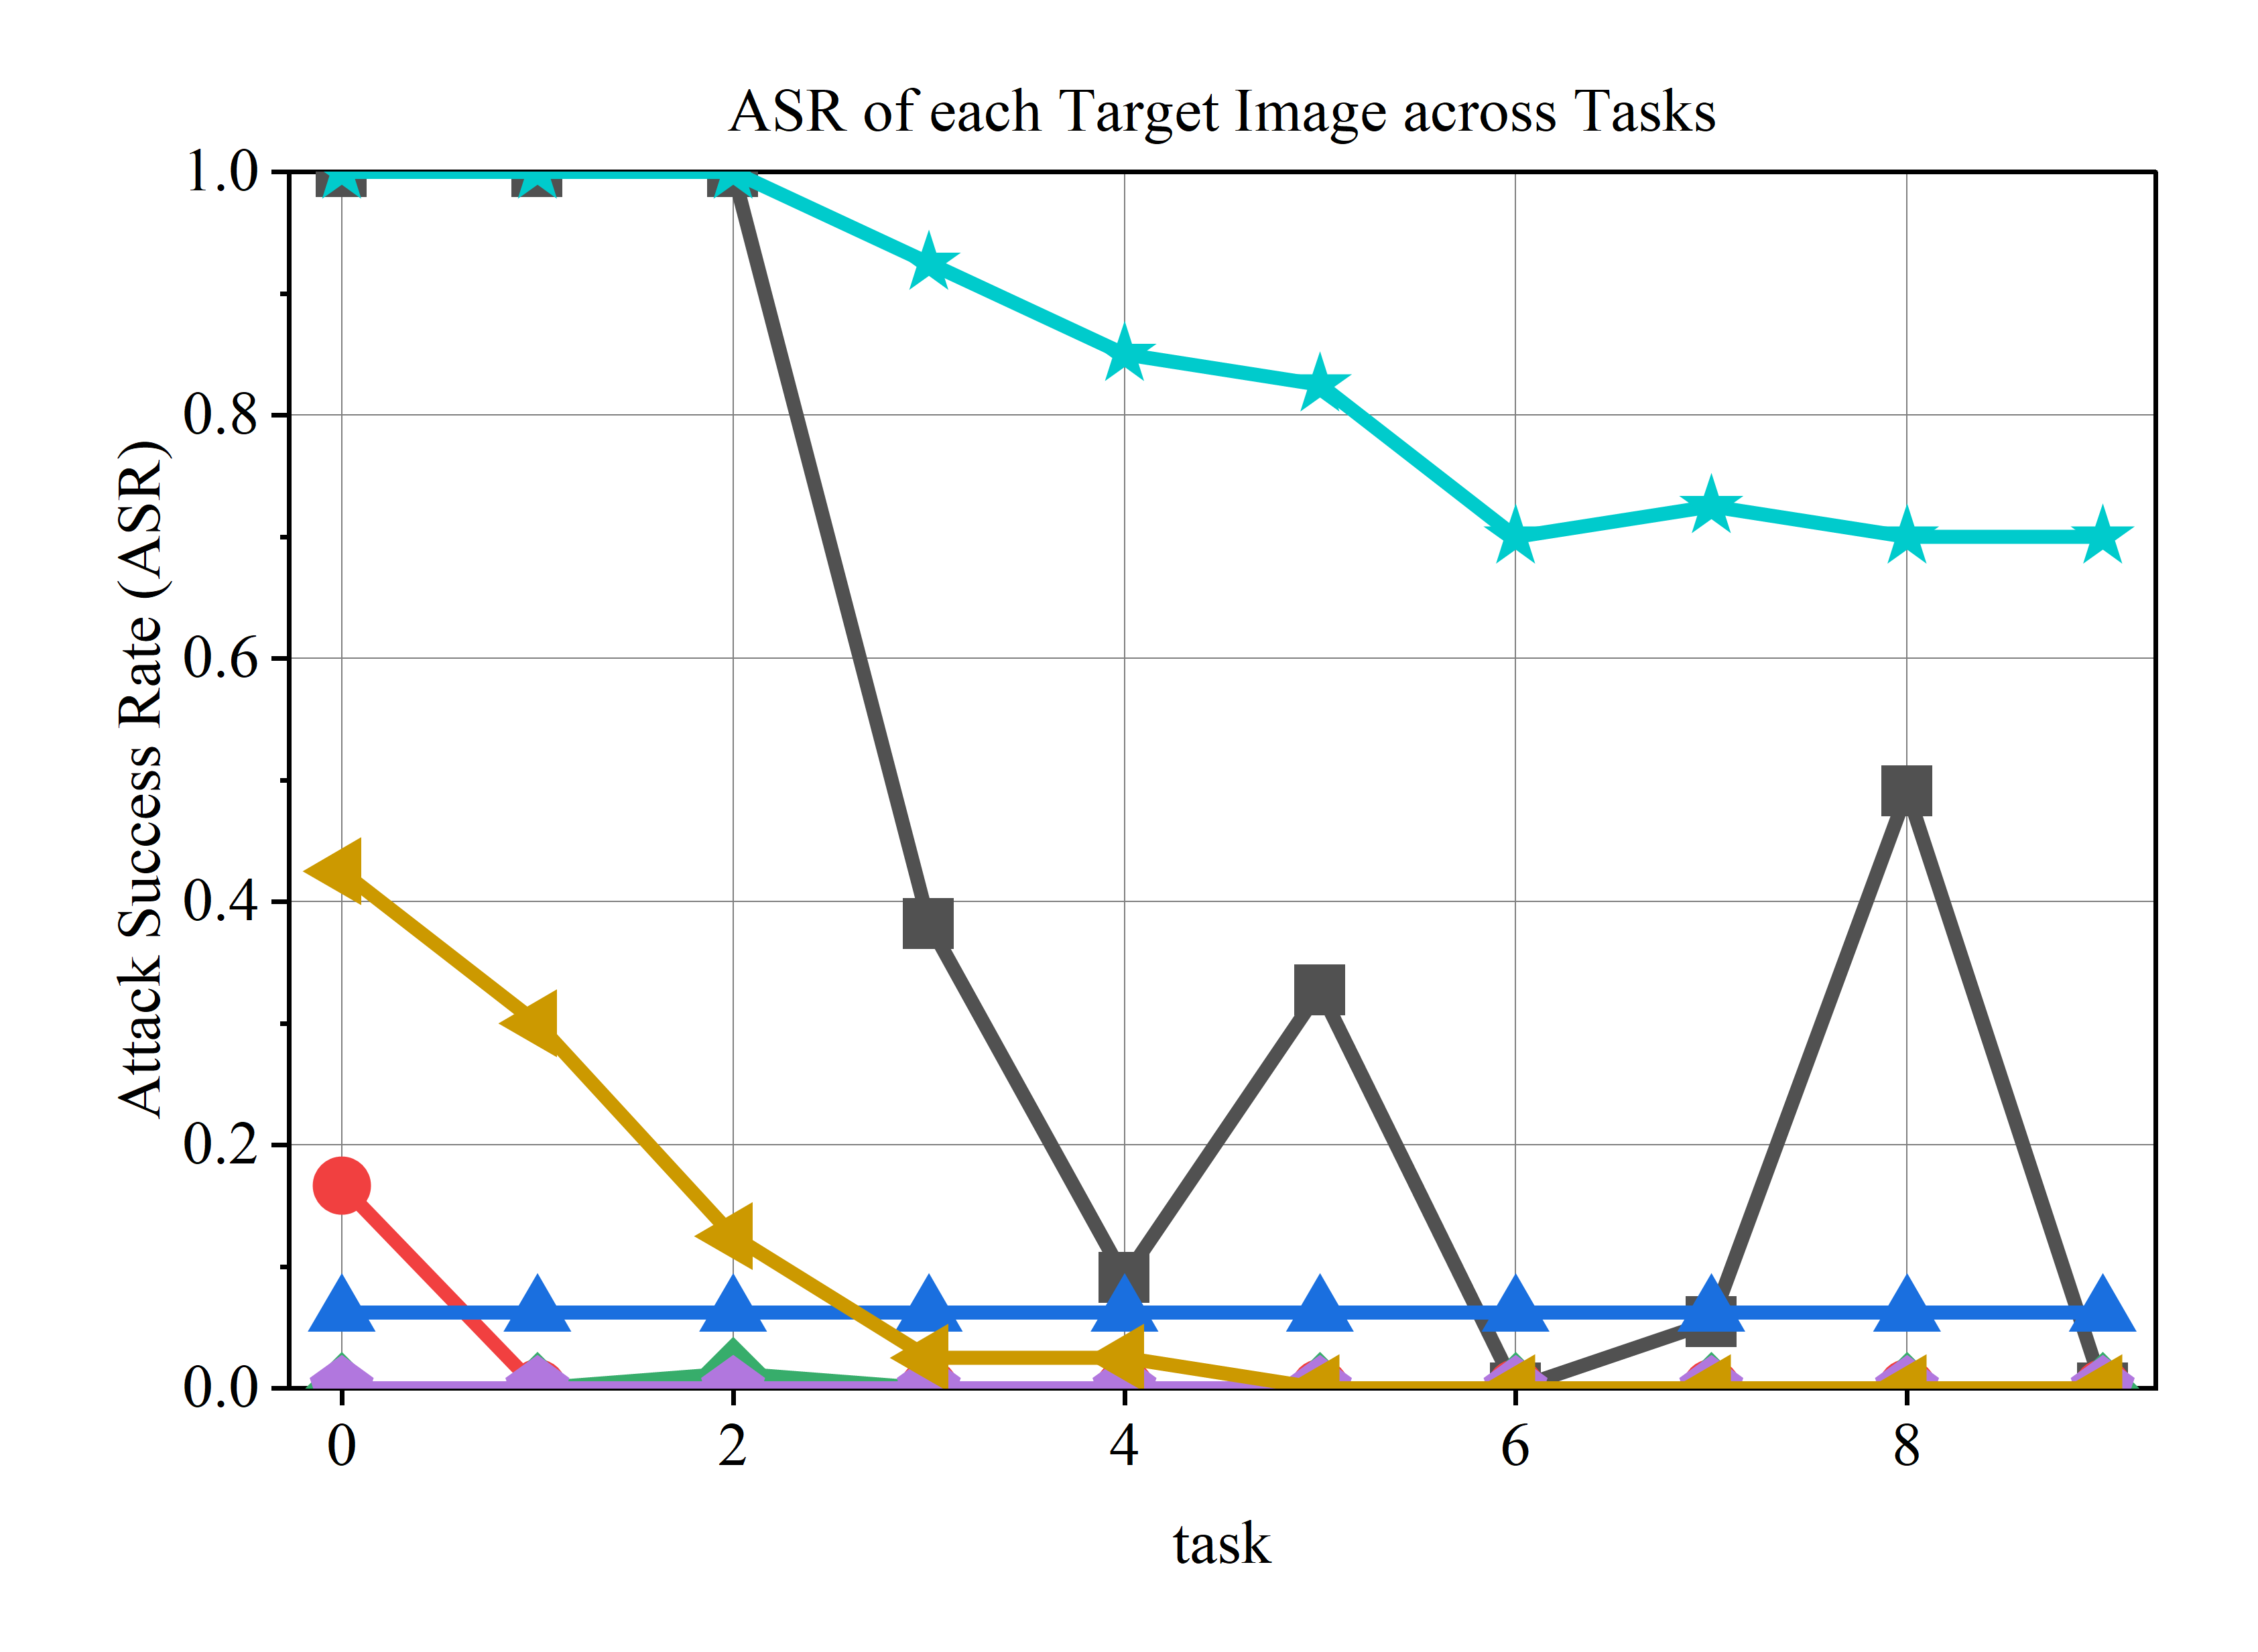 ASR of each Target Image across Tasks
Attack Success Rate (ASR)
1.0
0.8
0.6
0.4
0.2
0.0
0 2 4 6 8
task